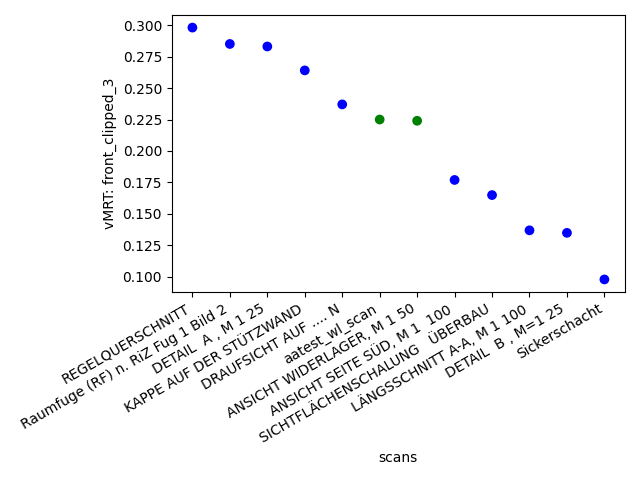 0.300
0.275
0.250
0.225
0.200
0.175
0.150
0.125
0.100
vMRT: front_clipped_3
REGELQUERSCHNITT
Raumfuge (RF) n. RiZ Fug 1 Bild 2
DETAIL  A , M 1 25
KAPPE AUF DER STÜTZWAND
DRAUFSICHT AUF .... N
aatest_wl_scan
ANSICHT WIDERLAGER, M 1 50
ANSICHT SEITE SÜD, M 1  100
SICHTFLÄCHENSCHALUNG  ÜBERBAU
LÄNGSSCHNITT A-A, M 1 100
DETAIL  B , M=1 25
Sickerschacht
scans